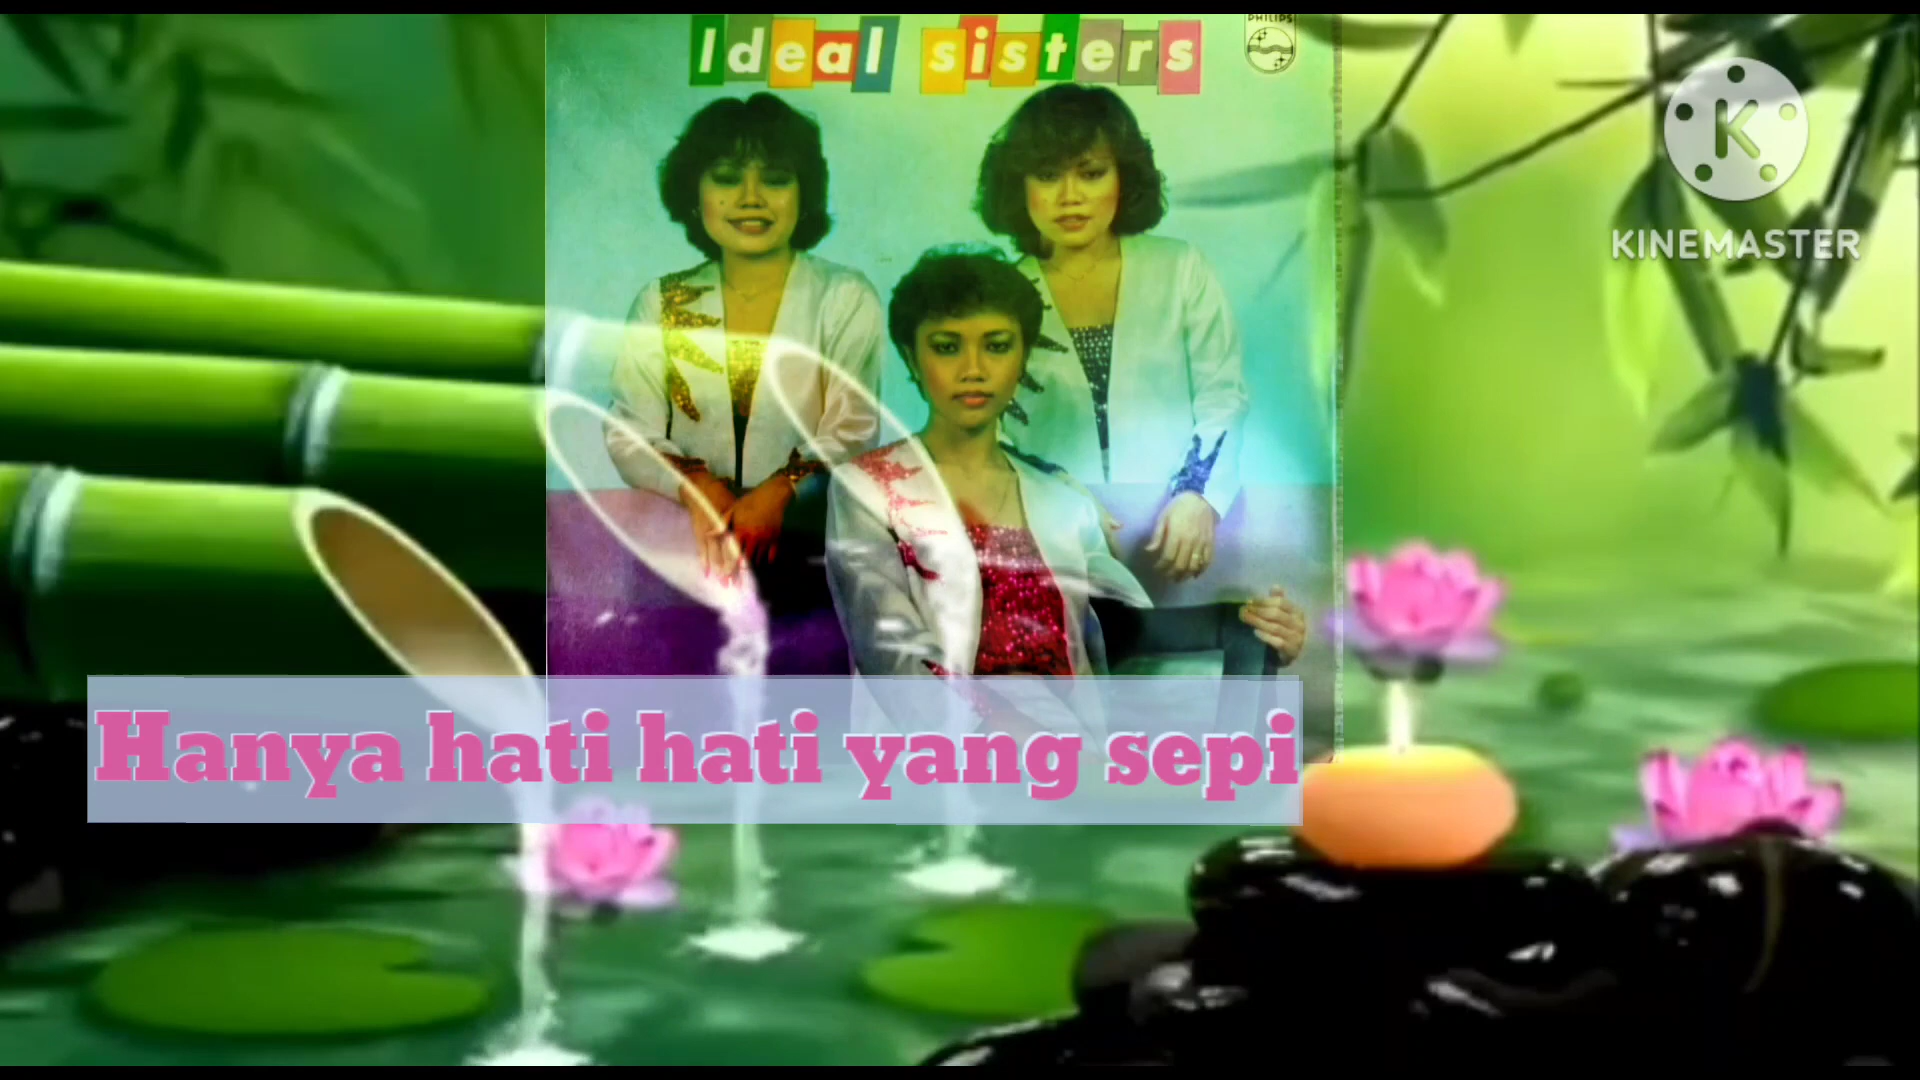 Ideal sisters
PHILIPS
K
KINEMASTER
Hanya hati hati yang sepi